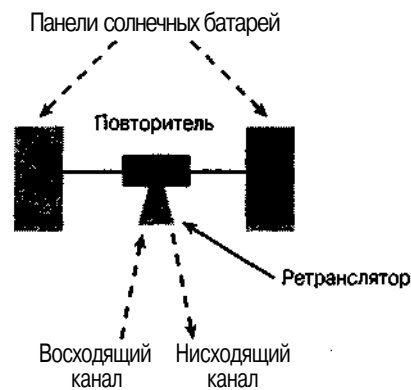 Панели солнечных батарей
Повторитель
Ретранслятор
Восходящий
канал
Нисходящий
канал